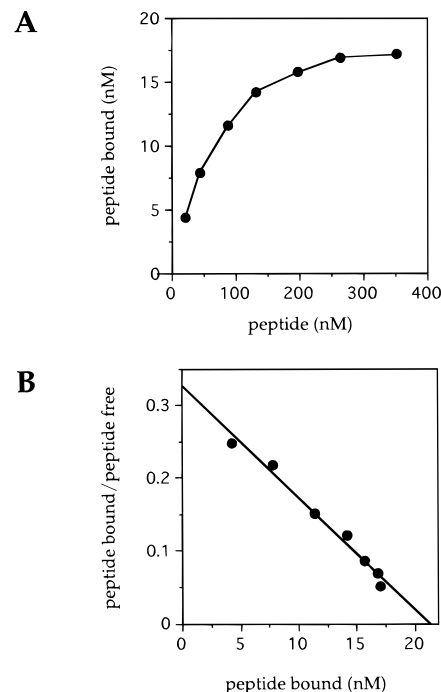 A
20
15
10
5
0
peptide bound (nM)
0 100 200 300 400
peptide (nM)
B
0.3
0.2
0.1
0
peptide bound/peptide free
0 5 10 15 20
peptide bound (nM)